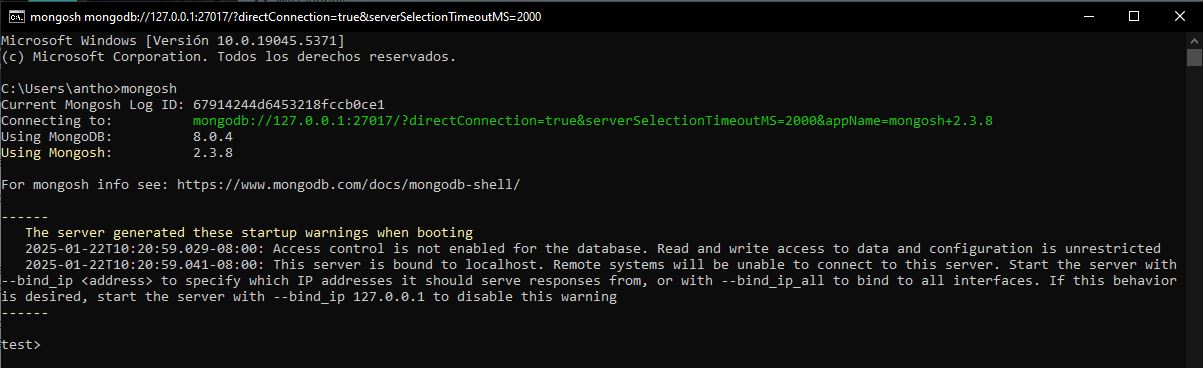 mongosh mongodb://127.0.0.1:27017/?directConnection=true&serverSelectionTimeoutMS=2000
Microsoft Windows [Versión 10.0.19045.5371]
(c) Microsoft Corporation. Todos los derechos reservados.
C:\Users\antho>mongosh
Current Mongosh Log ID: 67914244d6453218fccb0ce1
Connecting to: mongodb://127.0.0.1:27017/?directConnection=true&serverSelectionTimeoutMS=2000&appName=mongosh+2.3.8
Using MongoDB: 8.0.4
Using Mongosh: 2.3.8
For mongosh info see: https://www.mongodb.com/docs/mongodb-shell/
------
The server generated these startup warnings when booting
2025-01-22T10:20:59.029-08:00: Access control is not enabled for the database. Read and write access to data and configuration is unrestricted
2025-01-22T10:20:59.041-08:00: This server is bound to localhost. Remote systems will be unable to connect to this server. Start the server with
--bind_ip <address> to specify which IP addresses it should serve responses from, or with --bind_ip_all to bind to all interfaces. If this behavior
is desired, start the server with --bind_ip 127.0.0.1 to disable this warning
------
test>